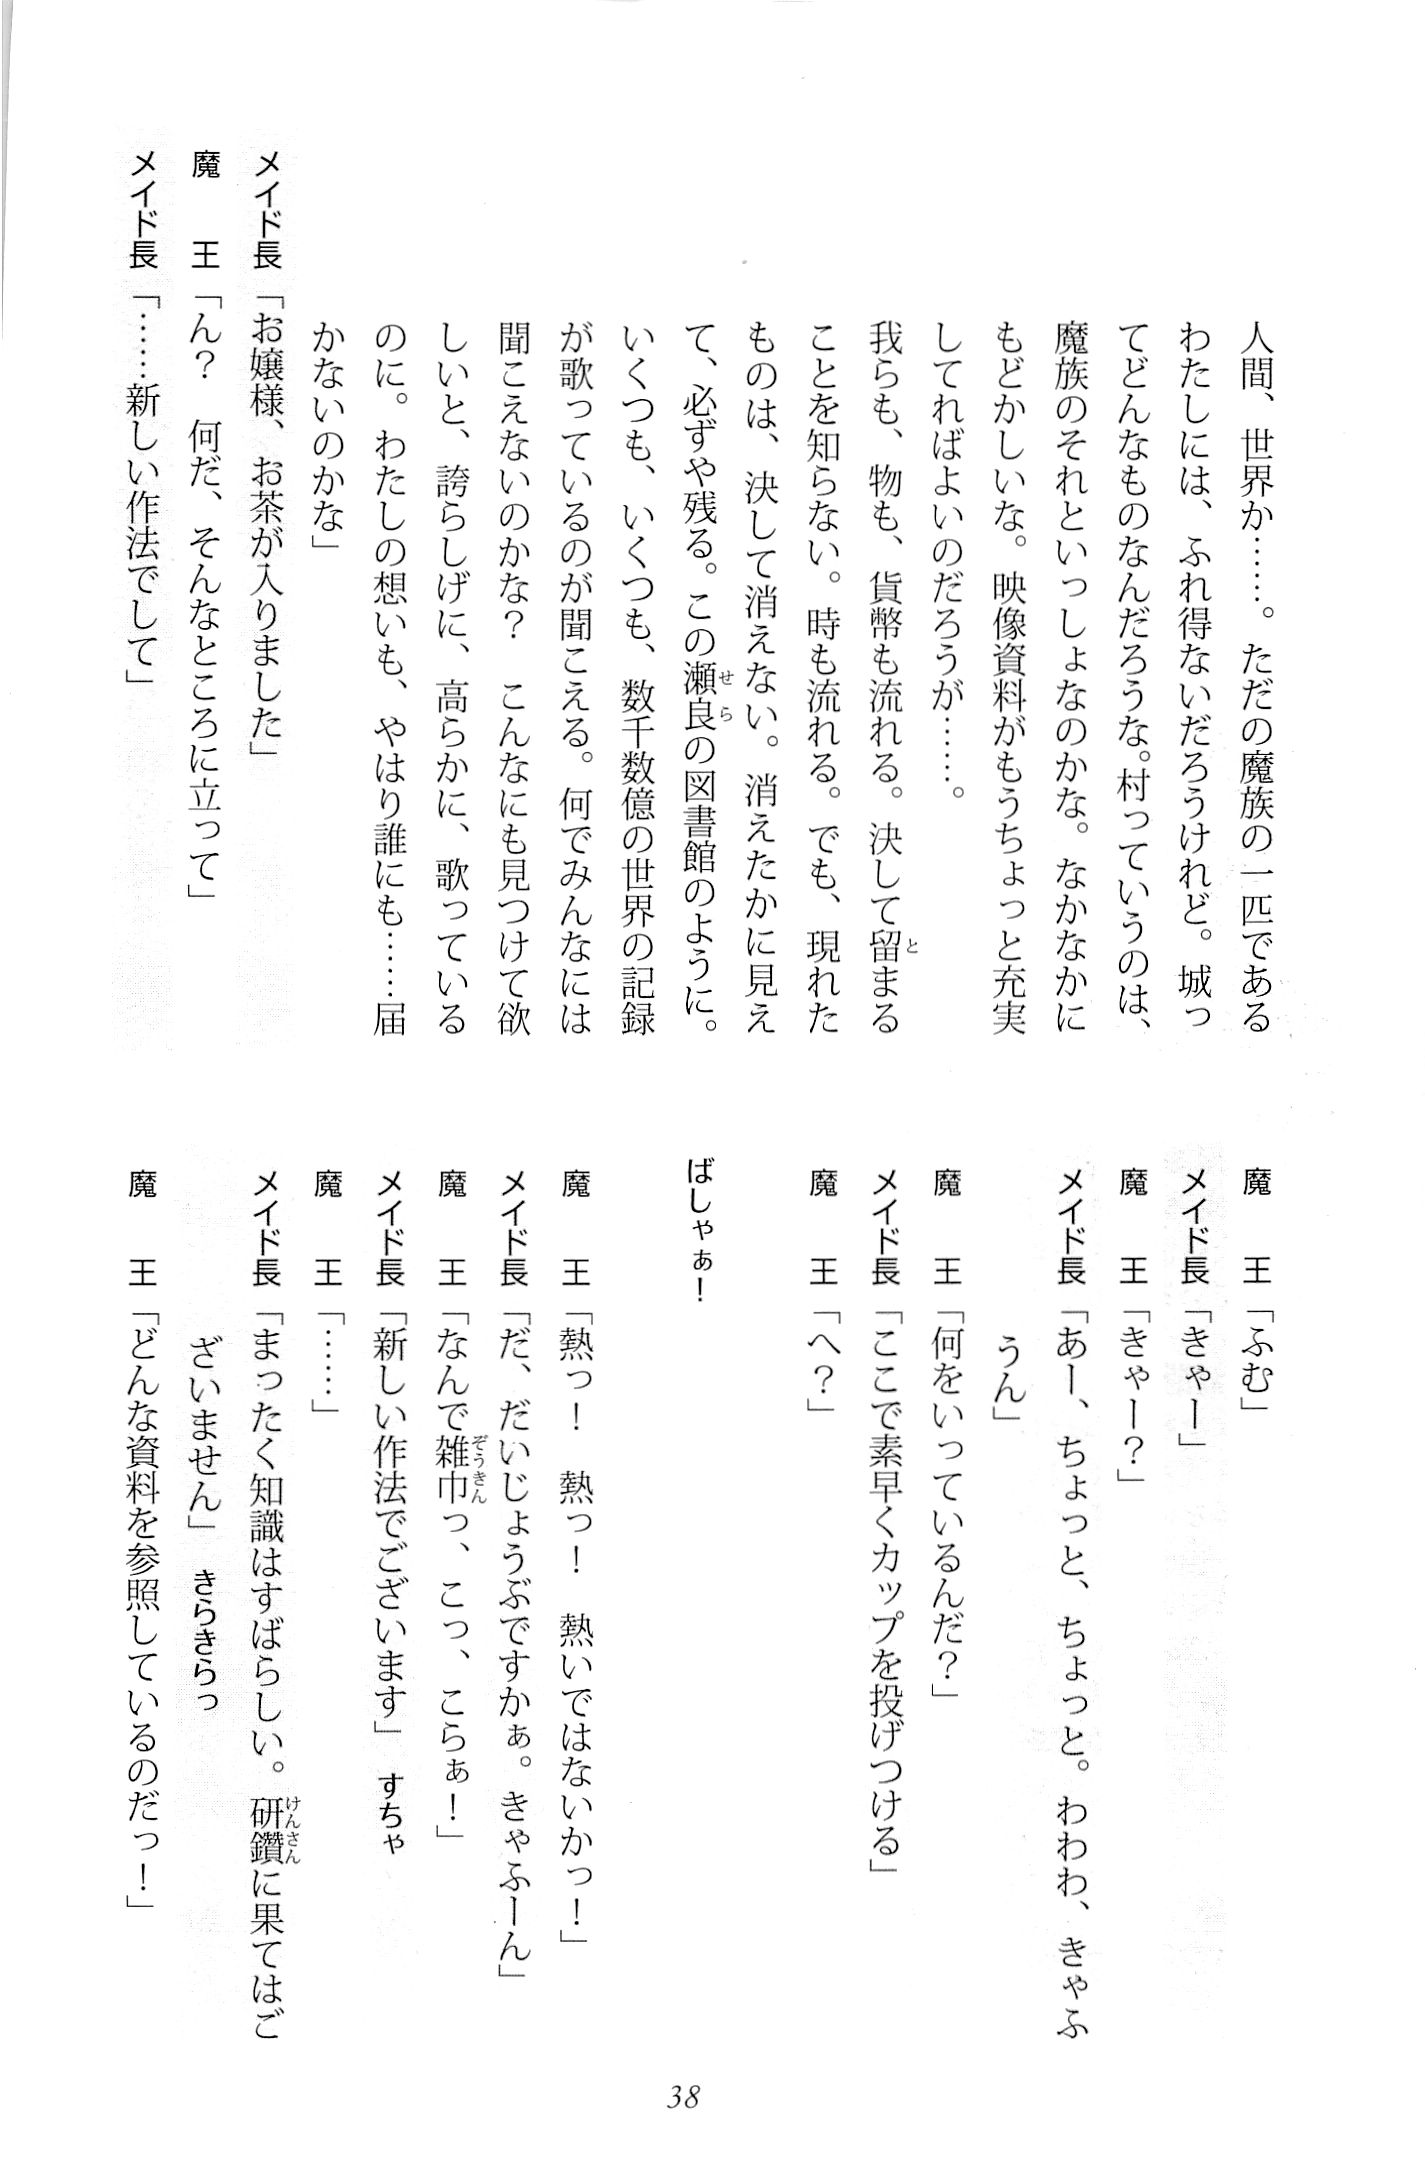 人間、世界か……。ただの魔族の一匹である
わたしには、ふれ得ないだろうけれど。城っ
てどんなものなんだろうな。村っていうのは、
魔族のそれといっしょなのかな。なかなかに
もどかしいな。映像資料がもうちょっと充実
してればよいのだろうが……。
我らも、物も、貨幣も流れる。決して留まる
ことを知らない。時も流れる。でも、現れた
ものは、決して消えない。消えたかに見え
て、必ずや残る。この瀬良の図書館のように。
いくつも、いくつも、数千数億の世界の記録
が歌っているのが聞こえる。何でみんなには
聞こえないのかな？　こんなにも見つけて欲
しいと、誇らしげに、高らかに、歌っている
のに。わたしの想いも、やはり誰にも……届
かないのかな」
メイド長「お嬢様、お茶が入りました」
魔　王「ん？　何だ、そんなところに立って」
メイド長「……新しい作法でして」
魔　王「ふむ」
メイド長「きゃー」
魔　王「きゃー？」
メイド長「あー、ちょっと、ちょっと。わわわ、きゃふ
うん」
魔　王「何をいっているんだ？」
メイド長「ここで素早くカップを投げつける」
魔　王「へ？」
ばしゃぁ！
魔　王「熱っ！　熱っ！　熱いではないかっ！」
メイド長「だ、だいじょうぶですかぁ。きゃふーん」
魔　王「なんで雑巾っ、こっ、こらぁ！」
メイド長「新しい作法でございます」　すちゃ
魔　王「……」
メイド長「まったく知識はすばらしい。研鑽に果てはご
ざいません」　きらきらっ
魔　王「どんな資料を参照しているのだっ！」
38